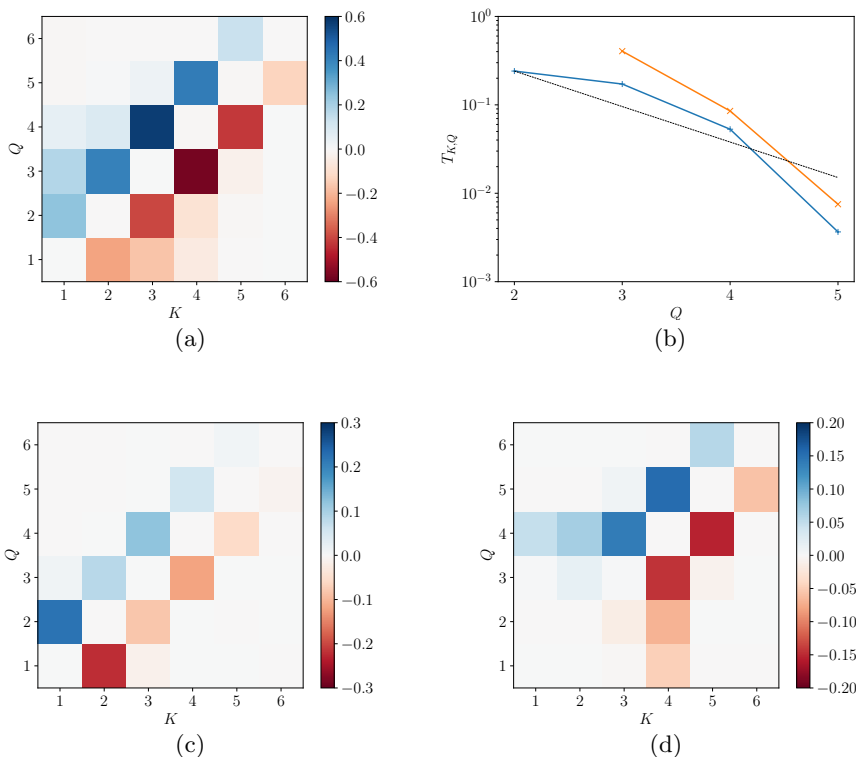 0.6
0.4
0.2
0.0
−0.2
−0.4
−0.6
6
5
4
3
2
1
Q
1 2 3 4 5 6
K
(a)
10⁰
10⁻¹
10⁻²
10⁻³
T_{K,Q}
2 3 4 5
Q
(b)
0.3
0.2
0.1
0.0
−0.1
−0.2
−0.3
6
5
4
3
2
1
Q
1 2 3 4 5 6
K
(c)
0.20
0.15
0.10
0.05
0.00
−0.05
−0.10
−0.15
−0.20
6
5
4
3
2
1
Q
1 2 3 4 5 6
K
(d)